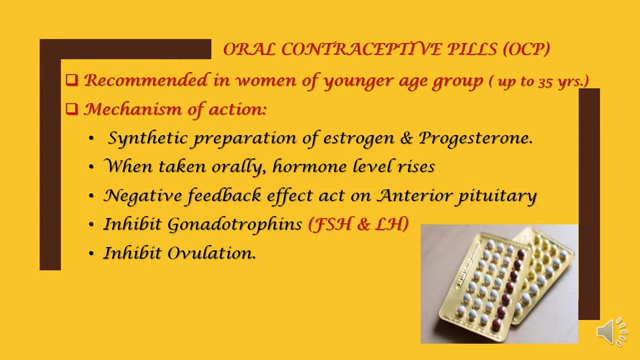 ORAL CONTRACEPTIVE PILLS (OCP)
❑ Recommended in women of younger age group ( up to 35 yrs.)
❑ Mechanism of action:
• Synthetic preparation of estrogen & Progesterone.
• When taken orally, hormone level rises
• Negative feedback effect act on Anterior pituitary
• Inhibit Gonadotrophins (FSH & LH)
• Inhibit Ovulation.